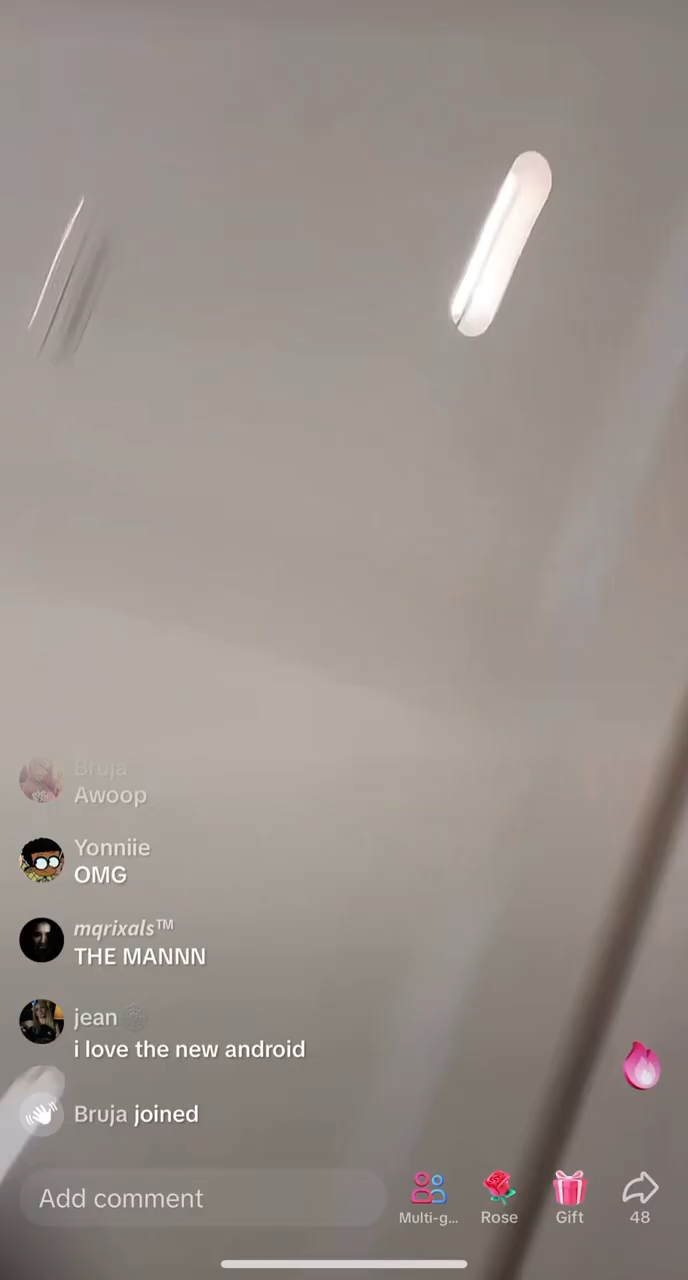 Bruja
Awoop
Yonniie
OMG
mqrixals™
THE MANNN
jean
i love the new android
Bruja joined
Add comment
Multi-g...
Rose
Gift
48